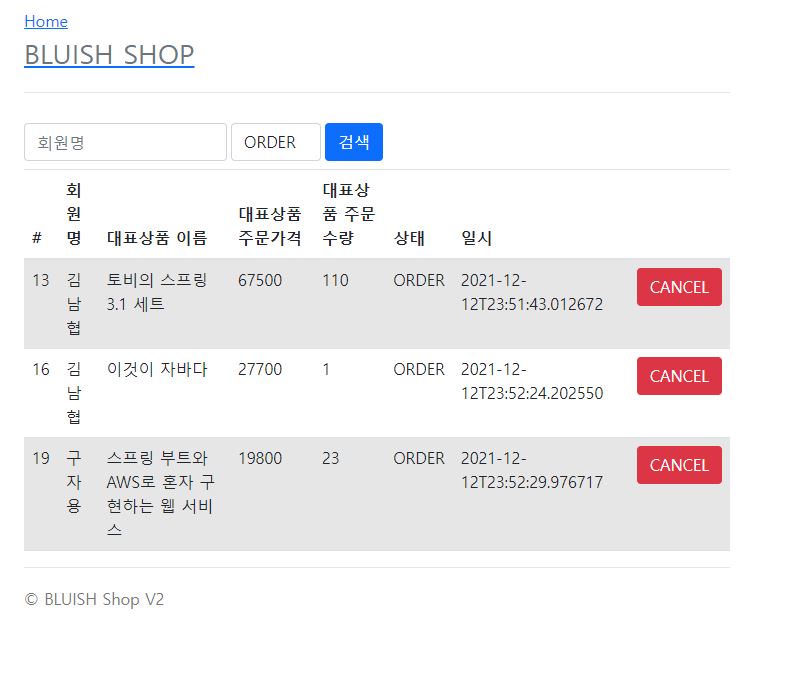 Home
BLUISH SHOP
회원명 ORDER 검색
# 회원명 대표상품 이름 대표상품 주문가격 대표상품 주문수량 상태 일시
13 김남협 토비의 스프링 3.1 세트 67500 110 ORDER 2021-12-12T23:51:43.012672 CANCEL
16 김남협 이것이 자바다 27700 1 ORDER 2021-12-12T23:52:24.202550 CANCEL
19 구자용 스프링 부트와 AWS로 혼자 구현하는 웹 서비스 19800 23 ORDER 2021-12-12T23:52:29.976717 CANCEL
© BLUISH Shop V2